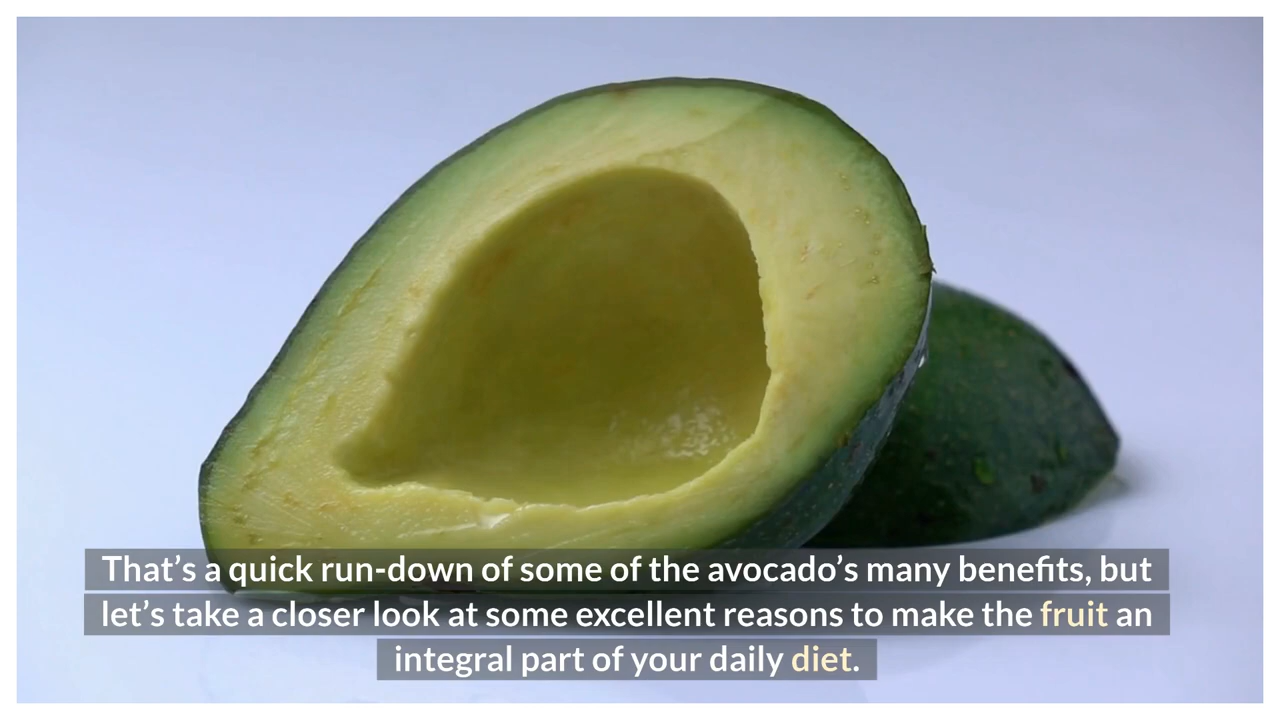 That’s a quick run-down of some of the avocado’s many benefits, but
let’s take a closer look at some excellent reasons to make the fruit an
integral part of your daily diet.